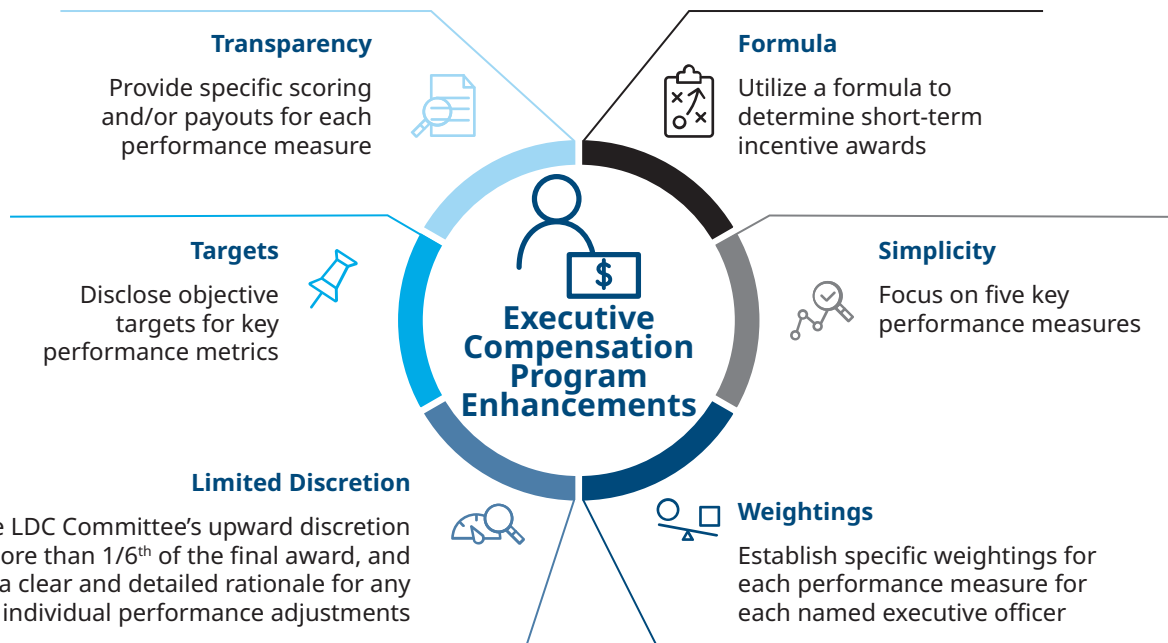 Transparency
Provide specific scoring
and/or payouts for each
performance measure
Formula
Utilize a formula to
determine short-term
incentive awards
Targets
Disclose objective
targets for key
performance metrics
$
Executive
Compensation
Program
Enhancements
Simplicity
Focus on five key
performance measures
Limited Discretion
LDC Committee’s upward discretion
more than 1/6th of the final award, and
a clear and detailed rationale for any
individual performance adjustments
Weightings
Establish specific weightings for
each performance measure for
each named executive officer